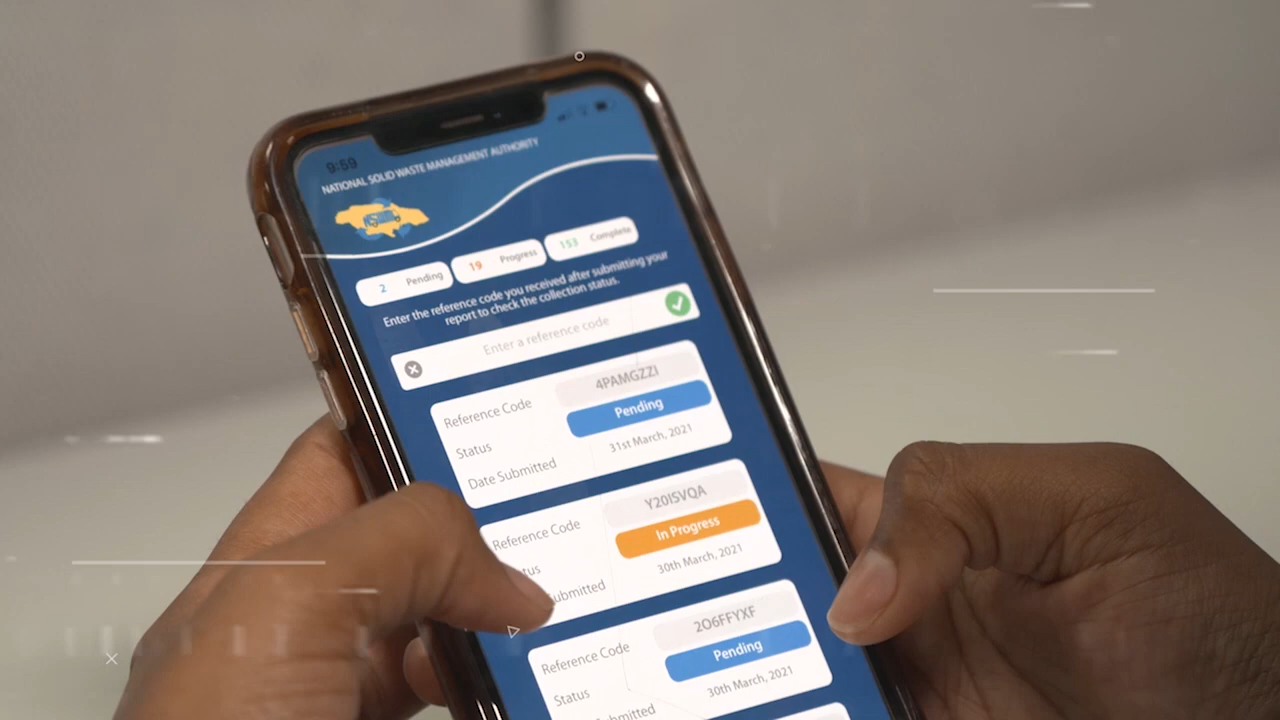 9:59
NATIONAL SOLID WASTE MANAGEMENT AUTHORITY
2 Pending 19 Progress 153 Complete
Enter the reference code you received after submitting your
report to check the collection status.
Enter a reference code
Reference Code 4PAMGZZI
Status Pending
Date Submitted 31st March, 2021
Reference Code Y20ISVQA
tus In Progress
ubmitted 30th March, 2021
Reference Code 2O6FFYXF
Status Pending
ubmitted 30th March, 2021